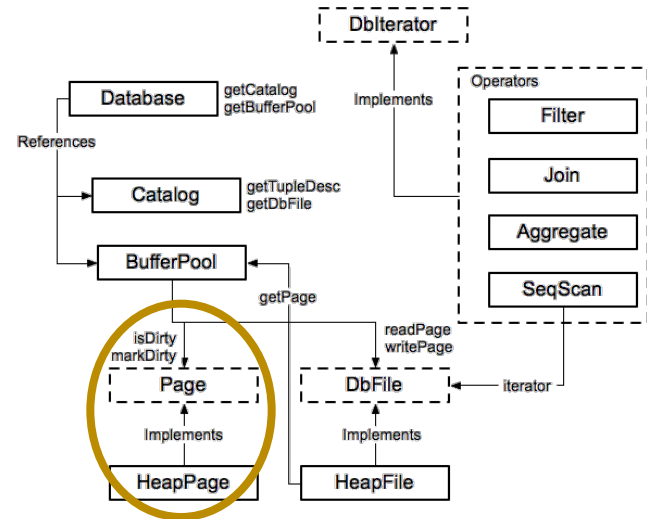 DbIterator
Operators
Database
getCatalog
getBufferPool
Implements
Filter
References
Join
Catalog
getTupleDesc
getDbFile
Aggregate
BufferPool
SeqScan
getPage
isDirty
markDirty
readPage
writePage
Page
DbFile
iterator
Implements
Implements
HeapPage
HeapFile